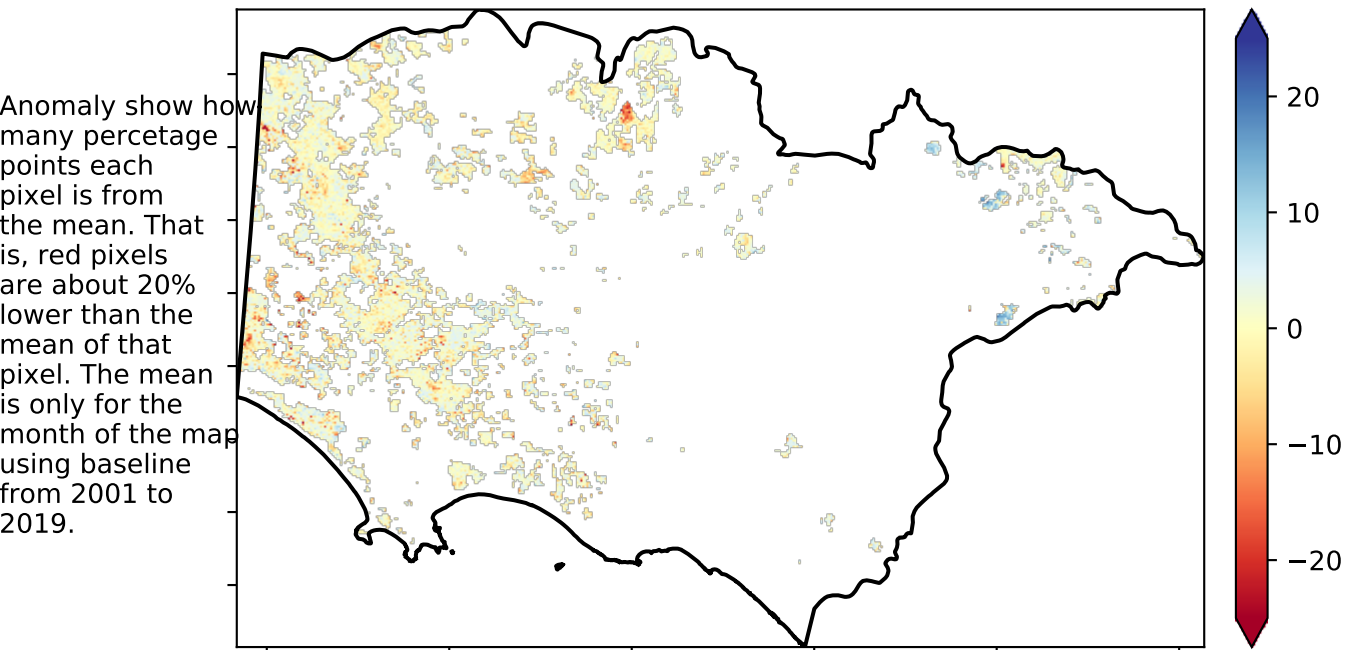 Anomaly show how
many percetage
points each
pixel is from
the mean. That
is, red pixels
are about 20%
lower than the
mean of that
pixel. The mean
is only for the
month of the map
using baseline
from 2001 to
2019.
20
10
0
−10
−20